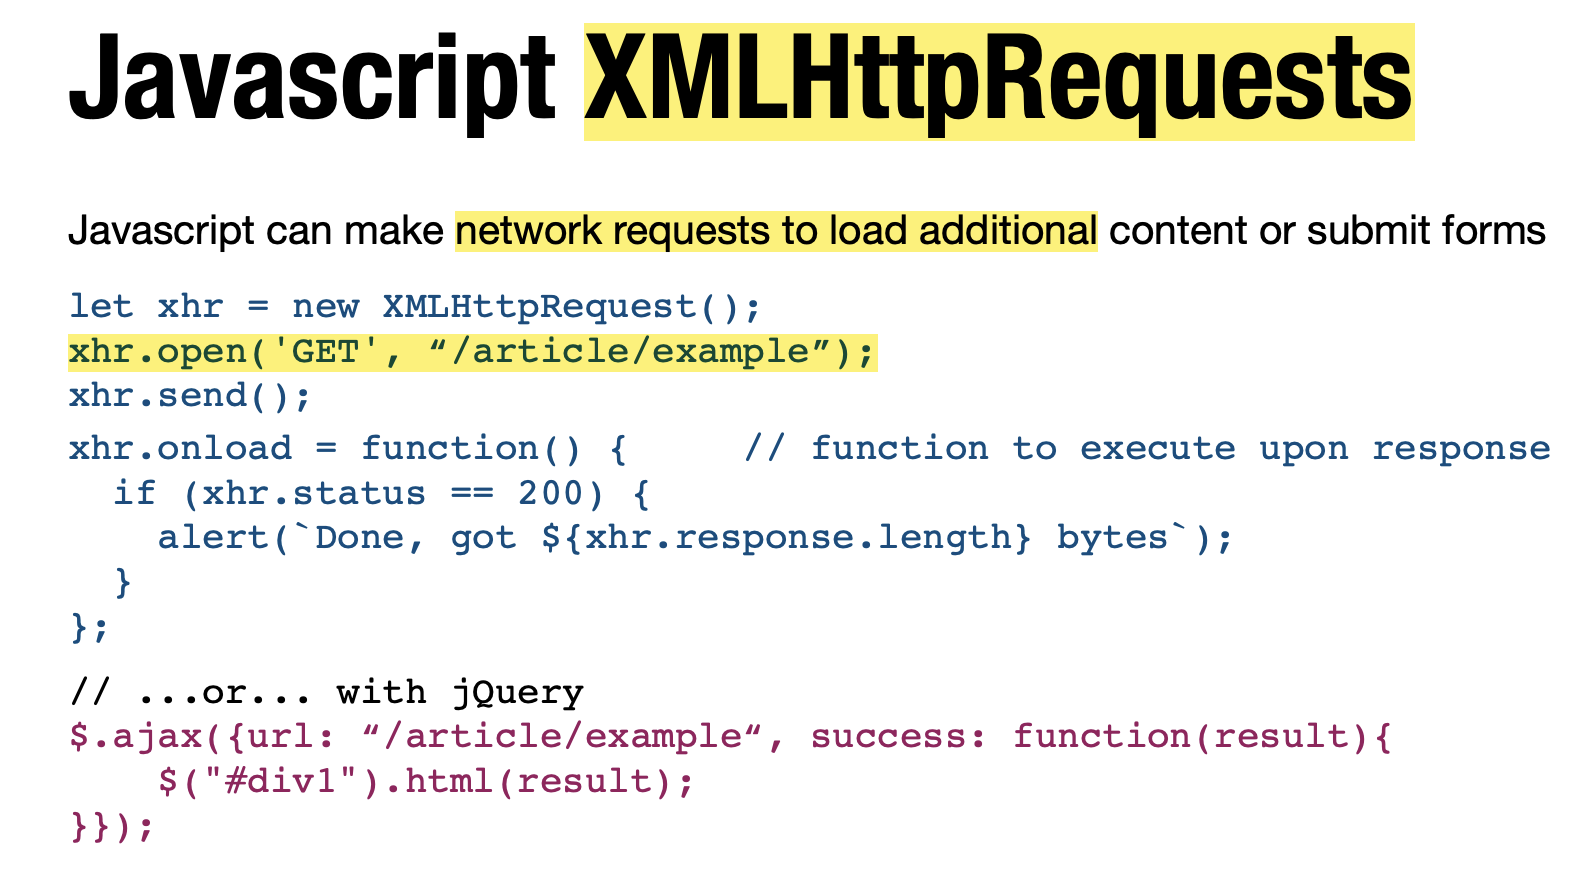 Javascript XMLHttpRequests
Javascript can make network requests to load additional content or submit forms
let xhr = new XMLHttpRequest();
xhr.open('GET', “/article/example”);
xhr.send();
xhr.onload = function() {     // function to execute upon response
  if (xhr.status == 200) {
    alert(`Done, got ${xhr.response.length} bytes`);
  }
};
// ...or... with jQuery
$.ajax({url: “/article/example“, success: function(result){
    $("#div1").html(result);
}});